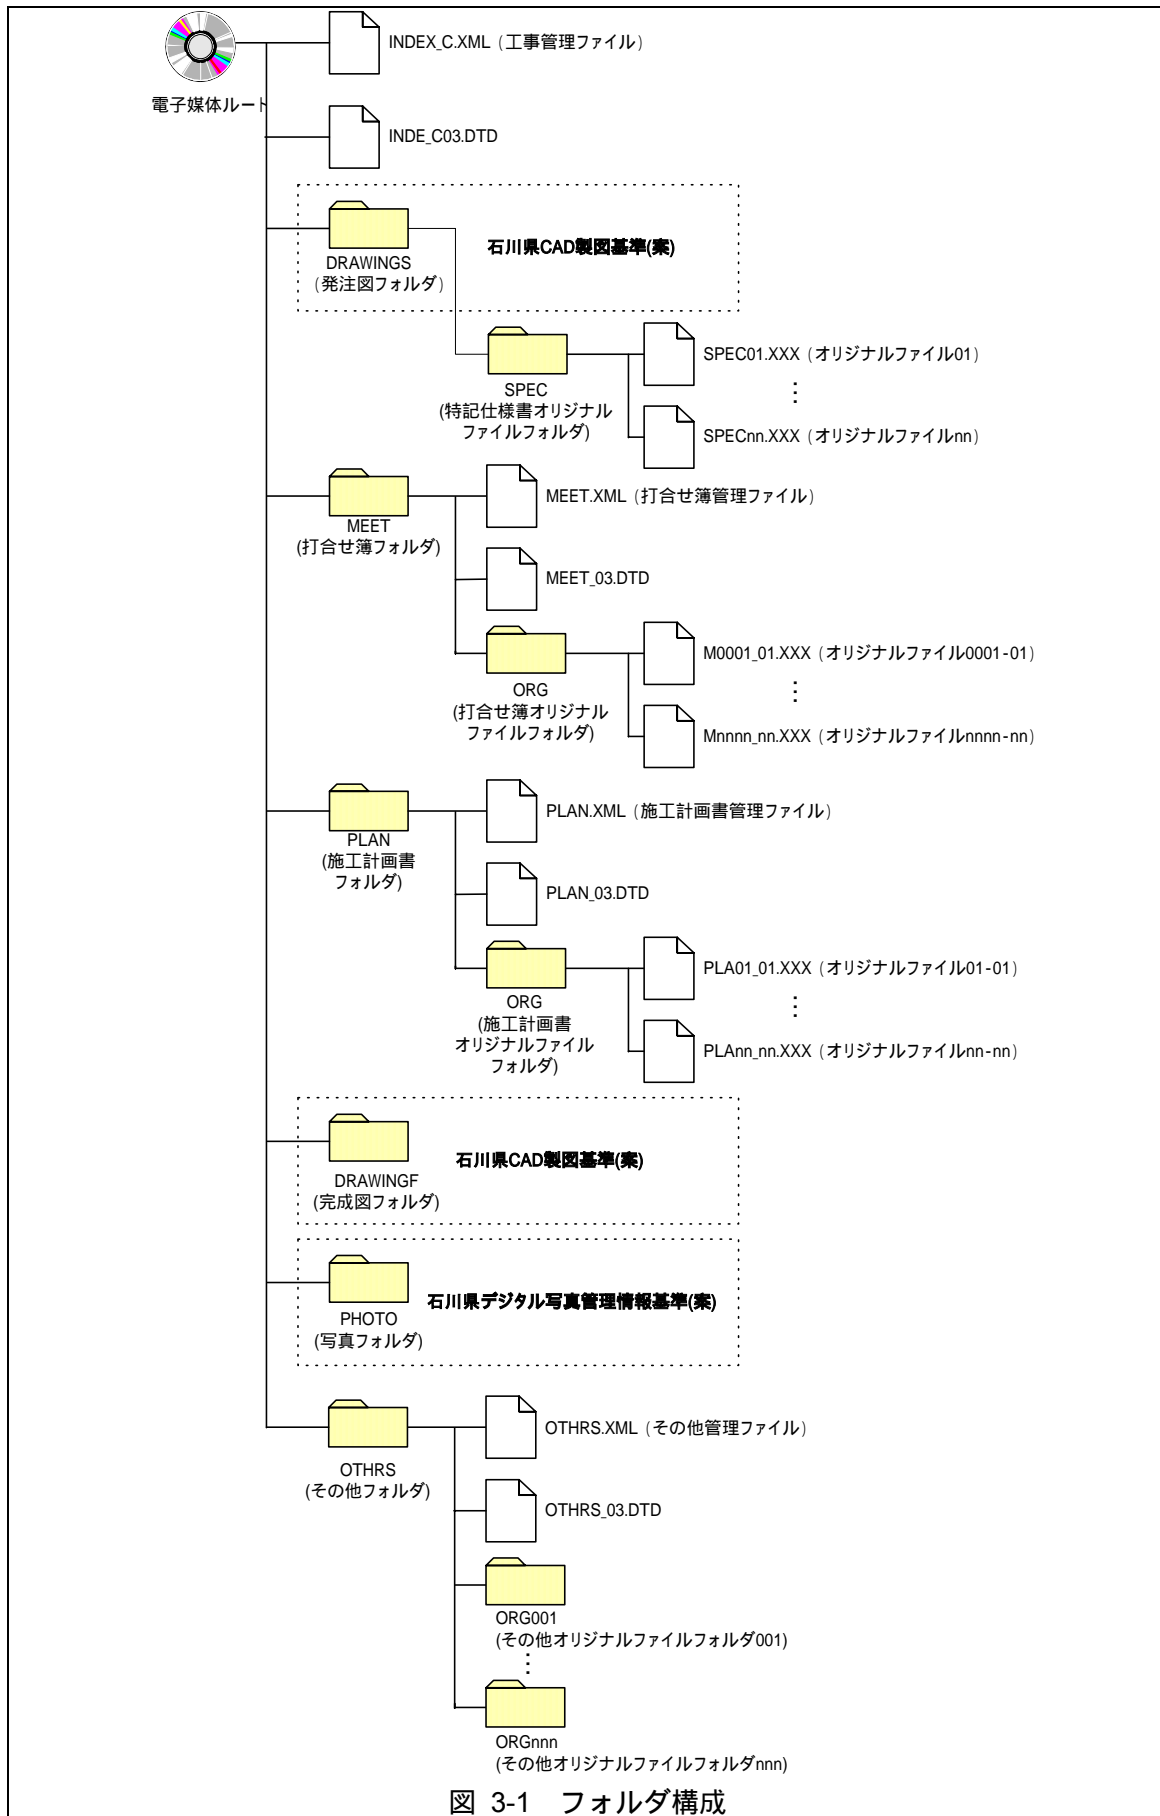 INDEX_C.XML (工事管理ファイル)
電子媒体ルート
INDE_C03.DTD
石川県CAD製図基準(案)
DRAWINGS
(発注図フォルダ)
SPEC01.XXX (オリジナルファイル01)
SPEC
(特記仕様書オリジナル
ファイルフォルダ)
SPECnn.XXX (オリジナルファイルnn)
MEET.XML (打合せ簿管理ファイル)
MEET
(打合せ簿フォルダ)
MEET_03.DTD
M0001_01.XXX (オリジナルファイル0001-01)
ORG
(打合せ簿オリジナル
ファイルフォルダ)
Mnnnn_nn.XXX (オリジナルファイルnnnn-nn)
PLAN.XML (施工計画書管理ファイル)
PLAN
(施工計画書
フォルダ)
PLAN_03.DTD
PLA01_01.XXX (オリジナルファイル01-01)
ORG
(施工計画書
オリジナルファイル
フォルダ)
PLAnn_nn.XXX (オリジナルファイルnn-nn)
石川県CAD製図基準(案)
DRAWINGF
(完成図フォルダ)
石川県デジタル写真管理情報基準(案)
PHOTO
(写真フォルダ)
OTHRS.XML (その他管理ファイル)
OTHRS
(その他フォルダ)
OTHRS_03.DTD
ORG001
(その他オリジナルファイルフォルダ001)
ORGnnn
(その他オリジナルファイルフォルダnnn)
図 3-1 フォルダ構成